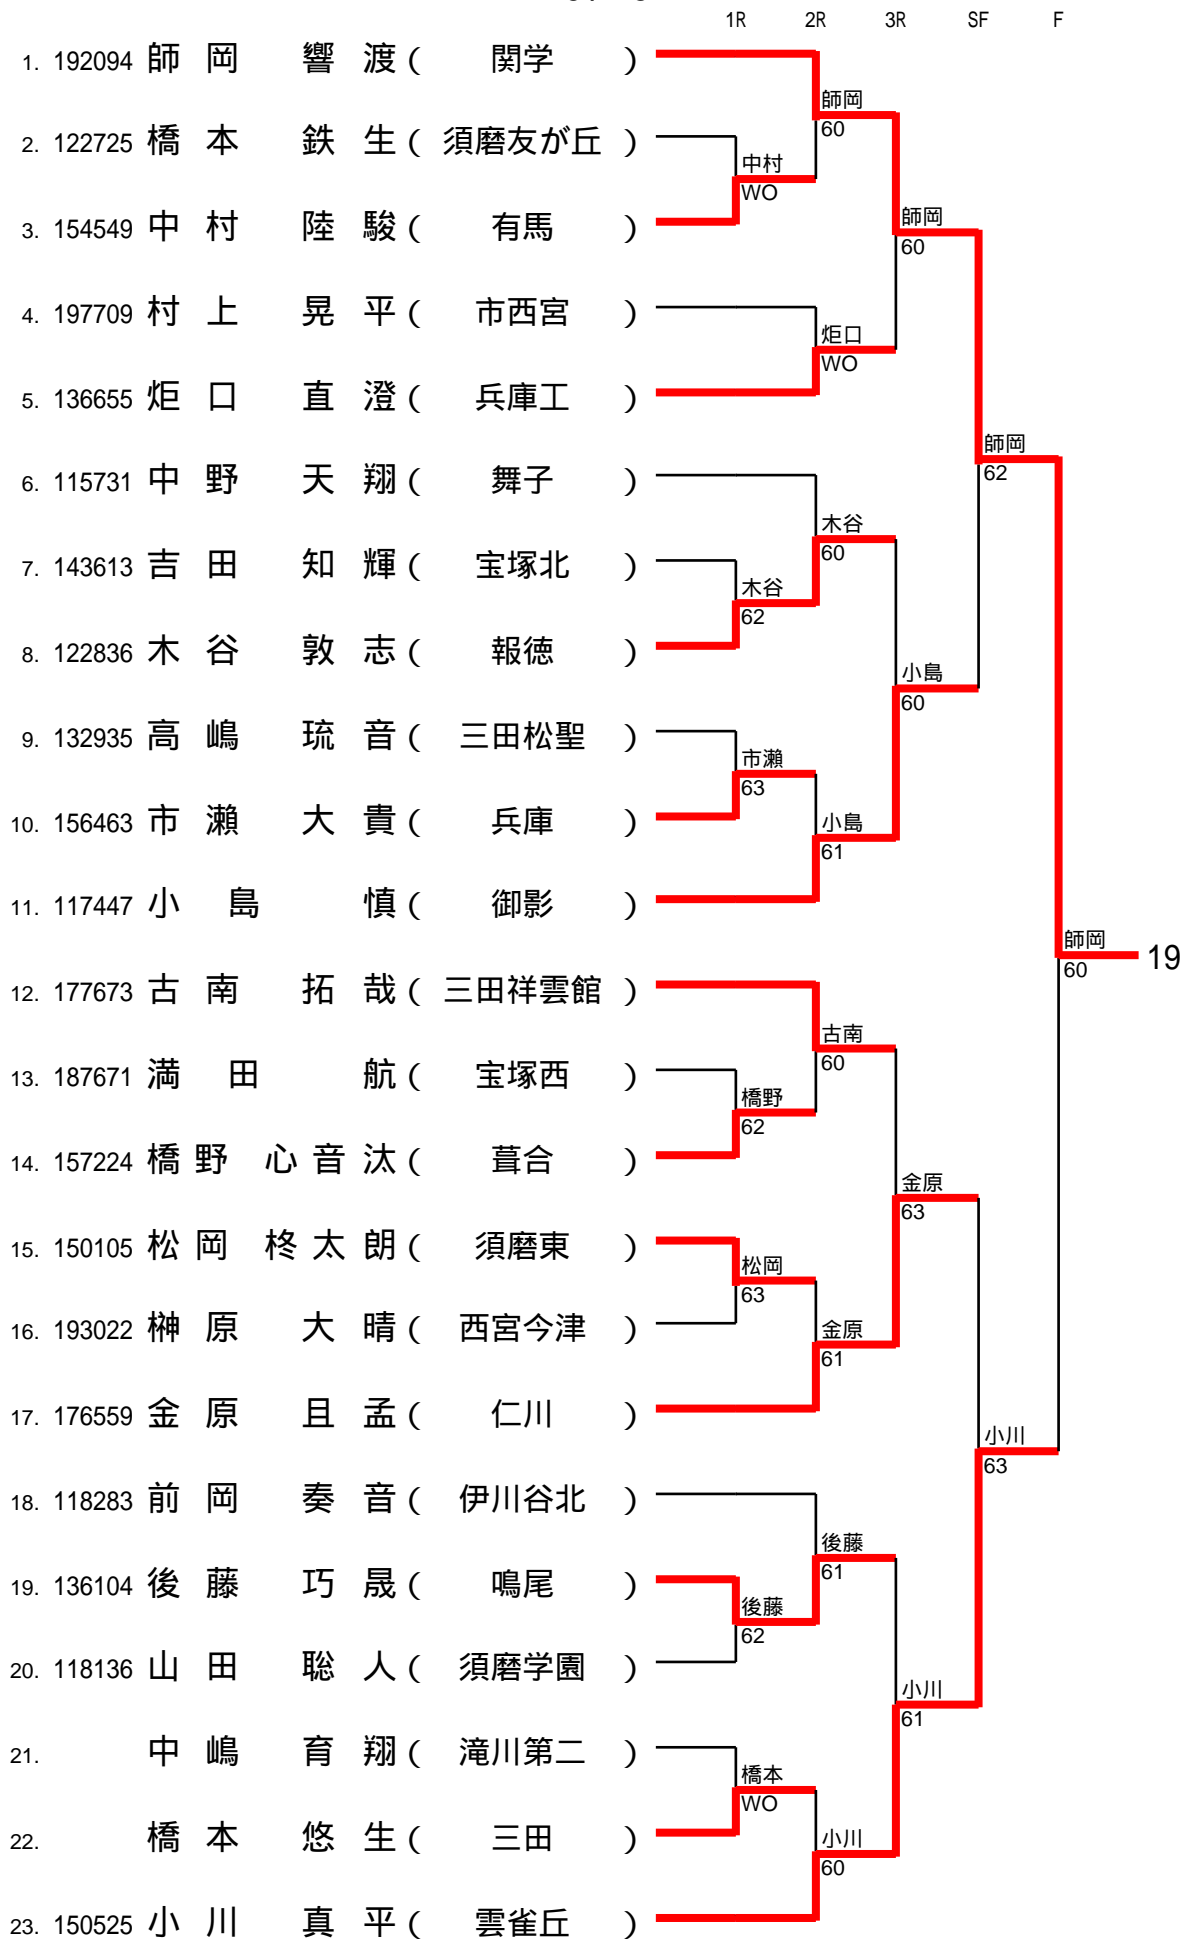 1R 2R 3R SF F
1. 192094 師岡 響渡 ( 関学 )
師岡
60
2. 122725 橋本 鉄生 ( 須磨友が丘 )
中村
WO
3. 154549 中村 陸駿 ( 有馬 )
師岡
60
4. 197709 村上 晃平 ( 市西宮 )
炬口
WO
5. 136655 炬口 直澄 ( 兵庫工 )
師岡
62
6. 115731 中野 天翔 ( 舞子 )
木谷
60
7. 143613 吉田 知輝 ( 宝塚北 )
木谷
62
8. 122836 木谷 敦志 ( 報徳 )
小島
60
9. 132935 高嶋 琉音 ( 三田松聖 )
市瀬
63
10. 156463 市瀬 大貴 ( 兵庫 )
小島
61
11. 117447 小島 慎 ( 御影 )
師岡
60
19
12. 177673 古南 拓哉 ( 三田祥雲館 )
古南
60
13. 187671 満田 航 ( 宝塚西 )
橋野
62
14. 157224 橋野 心音汰 ( 葺合 )
金原
63
15. 150105 松岡 柊太朗 ( 須磨東 )
松岡
63
16. 193022 榊原 大晴 ( 西宮今津 )
金原
61
17. 176559 金原 且孟 ( 仁川 )
小川
63
18. 118283 前岡 奏音 ( 伊川谷北 )
後藤
61
19. 136104 後藤 巧晟 ( 鳴尾 )
後藤
62
20. 118136 山田 聡人 ( 須磨学園 )
小川
61
21. 中嶋 育翔 ( 滝川第二 )
橋本
WO
22. 橋本 悠生 ( 三田 )
小川
60
23. 150525 小川 真平 ( 雲雀丘 )